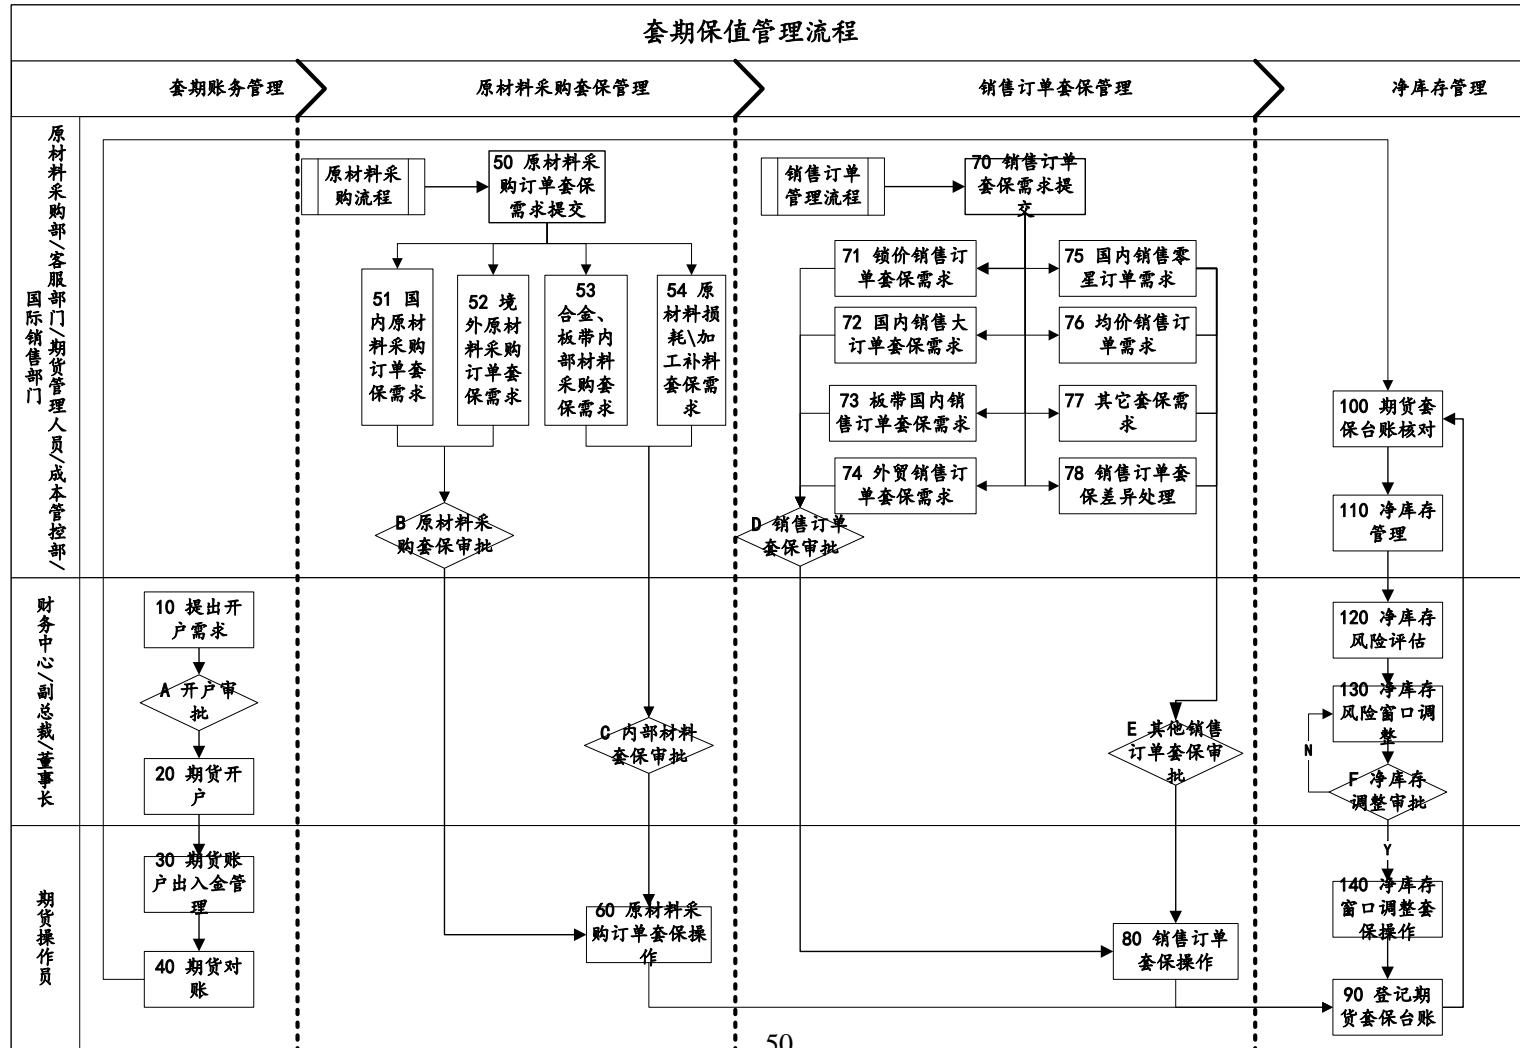 套期保值管理流程
套期账务管理
原材料采购套保管理
销售订单套保管理
净库存管理
原材料采购部/客服部门/期货管理人员/成本管控部/
国际销售部门
原材料采
购流程
50 原材料采
购订单套保
需求提交
51 国
内原材
料采购
订单套
保需求
52 境
外原材
料采购
订单套
保需求
53
合金、
板带内
部材料
采购套
保需求
54 原
材料损
耗\加
工补料
套保需
求
B 原材料采
购套保审批
销售订单
管理流程
70 销售订单
套保需求提
交
71 锁价销售订
单套保需求
75 国内销售零
星订单需求
72 国内销售大
订单套保需求
76 均价销售订
单需求
73 板带国内销
售订单套保需求
77 其它套保需
求
74 外贸销售订
单套保需求
78 销售订单套
保差异处理
D 销售订单
套保审批
100 期货套
保台账核对
110 净库存
管理
财务中心/副总裁/董事长
10 提出开
户需求
A 开户审
批
20 期货开
户
C 内部材料
套保审批
E 其他销售
订单套保审
批
120 净库存
风险评估
130 净库存
风险窗口调
整
N
F 净库存
调整审批
Y
期货操作员
30 期货账
户出入金管
理
40 期货对
账
60 原材料采
购订单套保操
作
80 销售订单
套保操作
140 净库存
窗口调整套
保操作
90 登记期
货套保台账
50